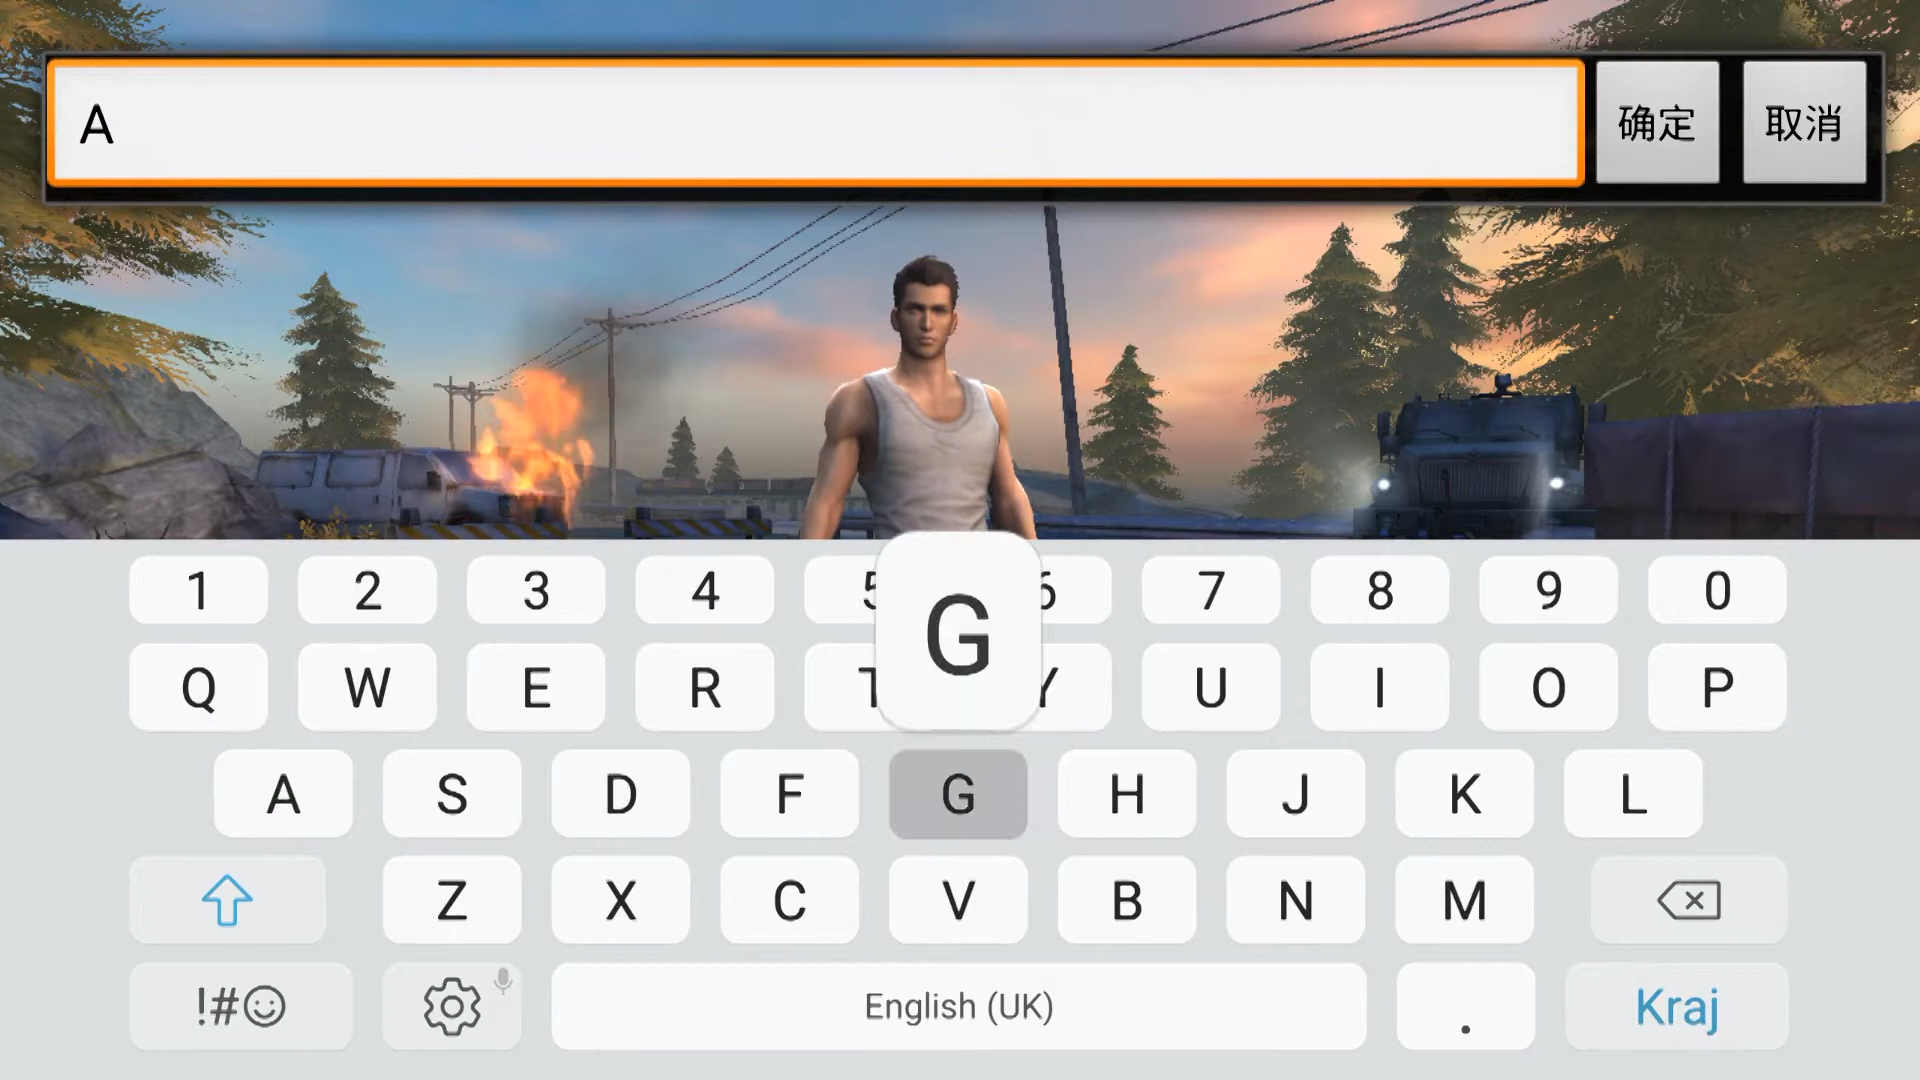 A 确定 取消
G
1 2 3 4 5 6 7 8 9 0
Q W E R T Y U I O P
A S D F G H J K L
Z X C V B N M
!#☺ English (UK) . Kraj